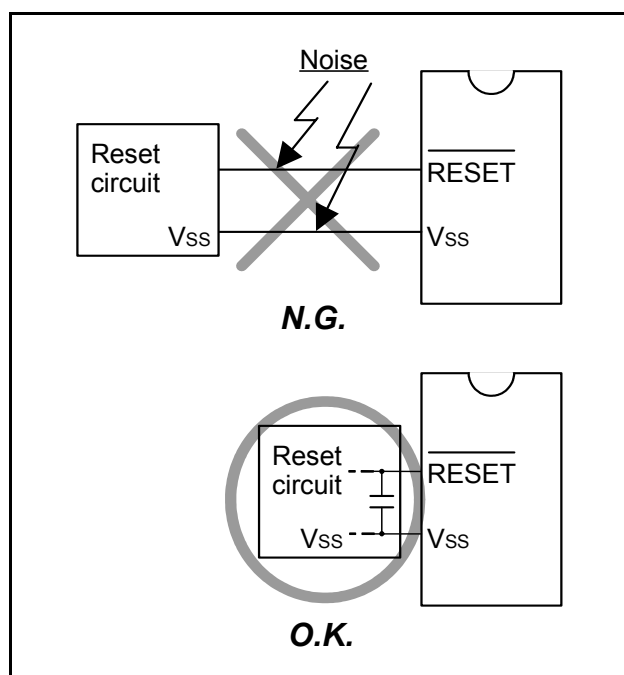 Noise
Reset
circuit
RESET
Vss
Vss
N.G.
Reset
circuit
RESET
Vss
Vss
O.K.